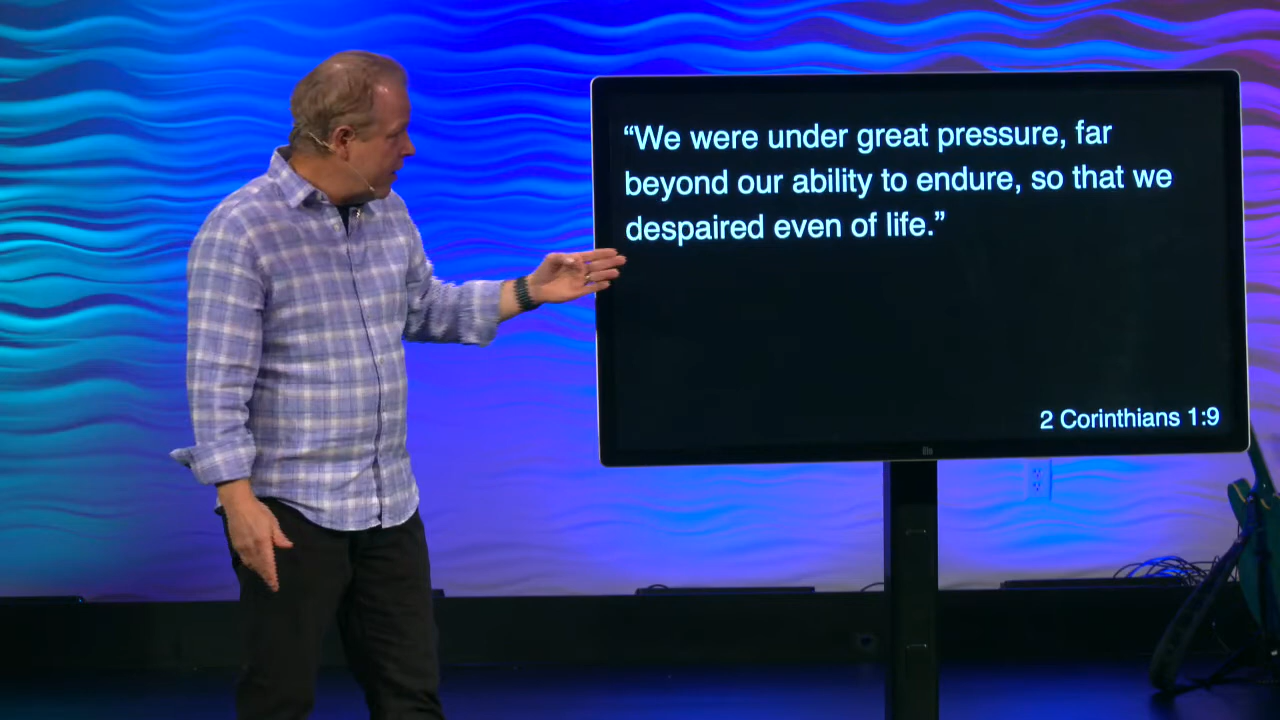 “We were under great pressure, far
beyond our ability to endure, so that we
despaired even of life.”
2 Corinthians 1:9
elo